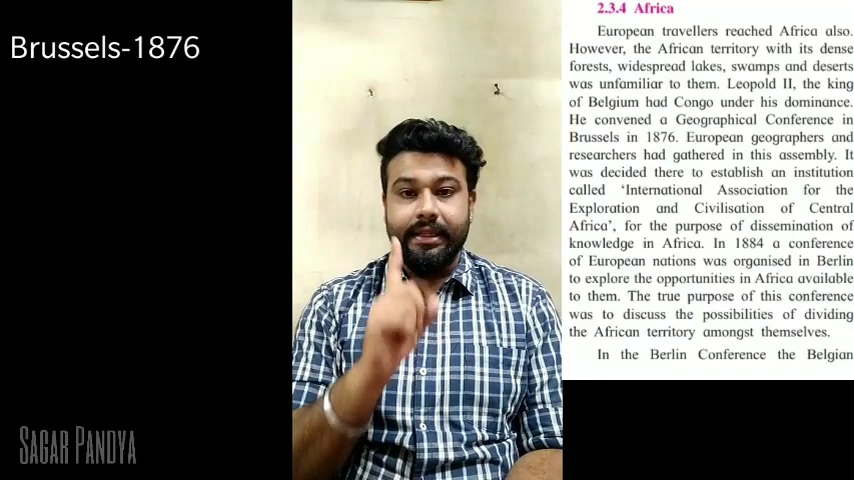 Brussels-1876
2.3.4 Africa
European travellers reached Africa also.
However, the African territory with its dense
forests, widespread lakes, swamps and deserts
was unfamiliar to them. Leopold II, the king
of Belgium had Congo under his dominance.
He convened a Geographical Conference in
Brussels in 1876. European geographers and
researchers had gathered in this assembly. It
was decided there to establish an institution
called ‘International Association for the
Exploration and Civilisation of Central
Africa’, for the purpose of dissemination of
knowledge in Africa. In 1884 a conference
of European nations was organised in Berlin
to explore the opportunities in Africa available
to them. The true purpose of this conference
was to discuss the possibilities of dividing
the African territory amongst themselves.
In the Berlin Conference the Belgian
SAGAR PANDYA